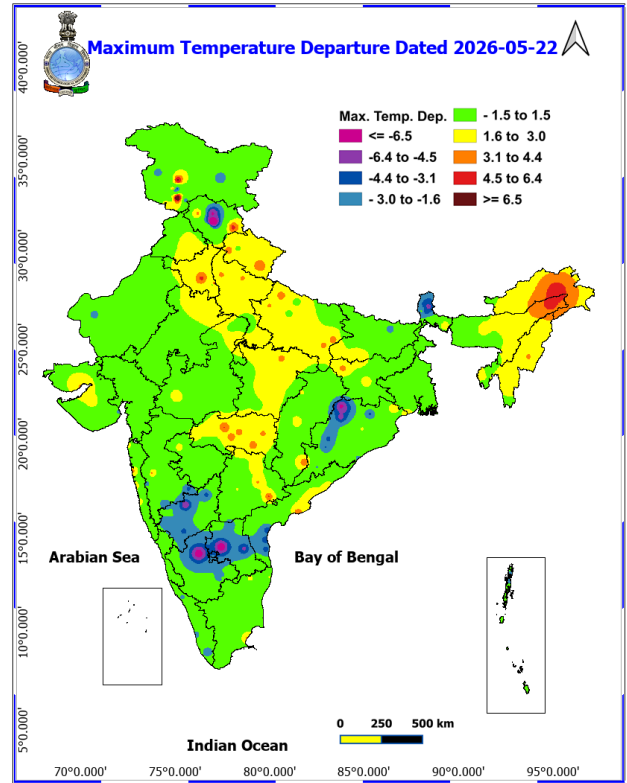 Maximum Temperature Departure Dated 2026-05-22
Max. Temp. Dep.
<= -6.5
-6.4 to -4.5
-4.4 to -3.1
- 3.0 to -1.6
- 1.5 to 1.5
1.6 to 3.0
3.1 to 4.4
4.5 to 6.4
>= 6.5
40°0.000'
35°0.000'
30°0.000'
25°0.000'
20°0.000'
15°0.000'
10°0.000'
5°0.000'
Arabian Sea
Bay of Bengal
Indian Ocean
0 250 500 km
70°0.000' 75°0.000' 80°0.000' 85°0.000' 90°0.000' 95°0.000'